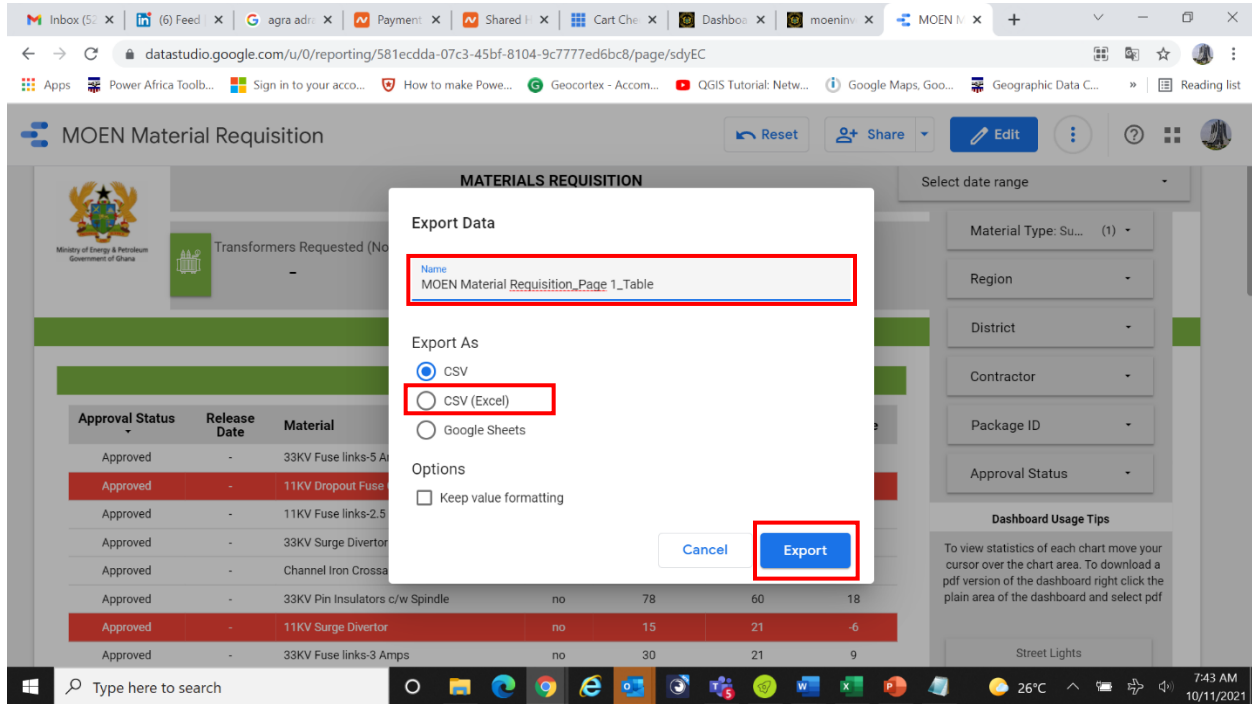 Inbox (52
(6) Feed
agra adra
Payment
Shared H
Cart Chec
Dashboa
moeninv
MOEN M
datastudio.google.com/u/0/reporting/581ecdda-07c3-45bf-8104-9c7777ed6bc8/page/sdyEC
Apps
Power Africa Toolb...
Sign in to your acco...
How to make Powe...
Geocortex - Accom...
QGIS Tutorial: Netw...
Google Maps, Goo...
Geographic Data C...
»
Reading list
MOEN Material Requisition
Reset
Share
Edit
MATERIALS REQUISITION
Select date range
Ministry of Energy & Petroleum
Government of Ghana
Transformers Requested (No
-
Export Data
Name
MOEN Material Requisition_Page 1_Table
Export As
CSV
CSV (Excel)
Google Sheets
Options
Keep value formatting
Cancel
Export
Material Type: Su... (1)
Region
District
Contractor
Package ID
Approval Status
Dashboard Usage Tips
To view statistics of each chart move your
cursor over the chart area. To download a
pdf version of the dashboard right click the
plain area of the dashboard and select pdf
Street Lights
Approval Status Release Date Material
Approved - 33KV Fuse links-5 A
Approved - 11KV Dropout Fuse
Approved - 11KV Fuse links-2.5
Approved - 33KV Surge Divertor
Approved - Channel Iron Crossa
Approved - 33KV Pin Insulators c/w Spindle no 78 60 18
Approved - 11KV Surge Divertor no 15 21 -6
Approved - 33KV Fuse links-3 Amps no 30 21 9
Type here to search
26°C
7:43 AM
10/11/2021